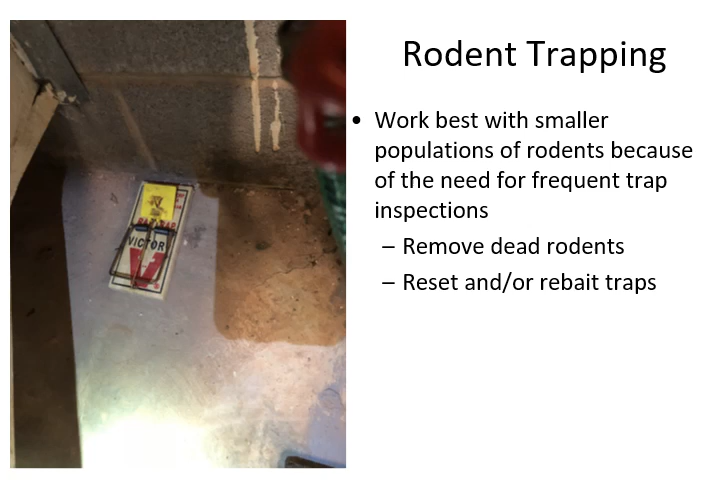 Rodent Trapping
• Work best with smaller
populations of rodents because
of the need for frequent trap
inspections
– Remove dead rodents
– Reset and/or rebait traps
VICTOR